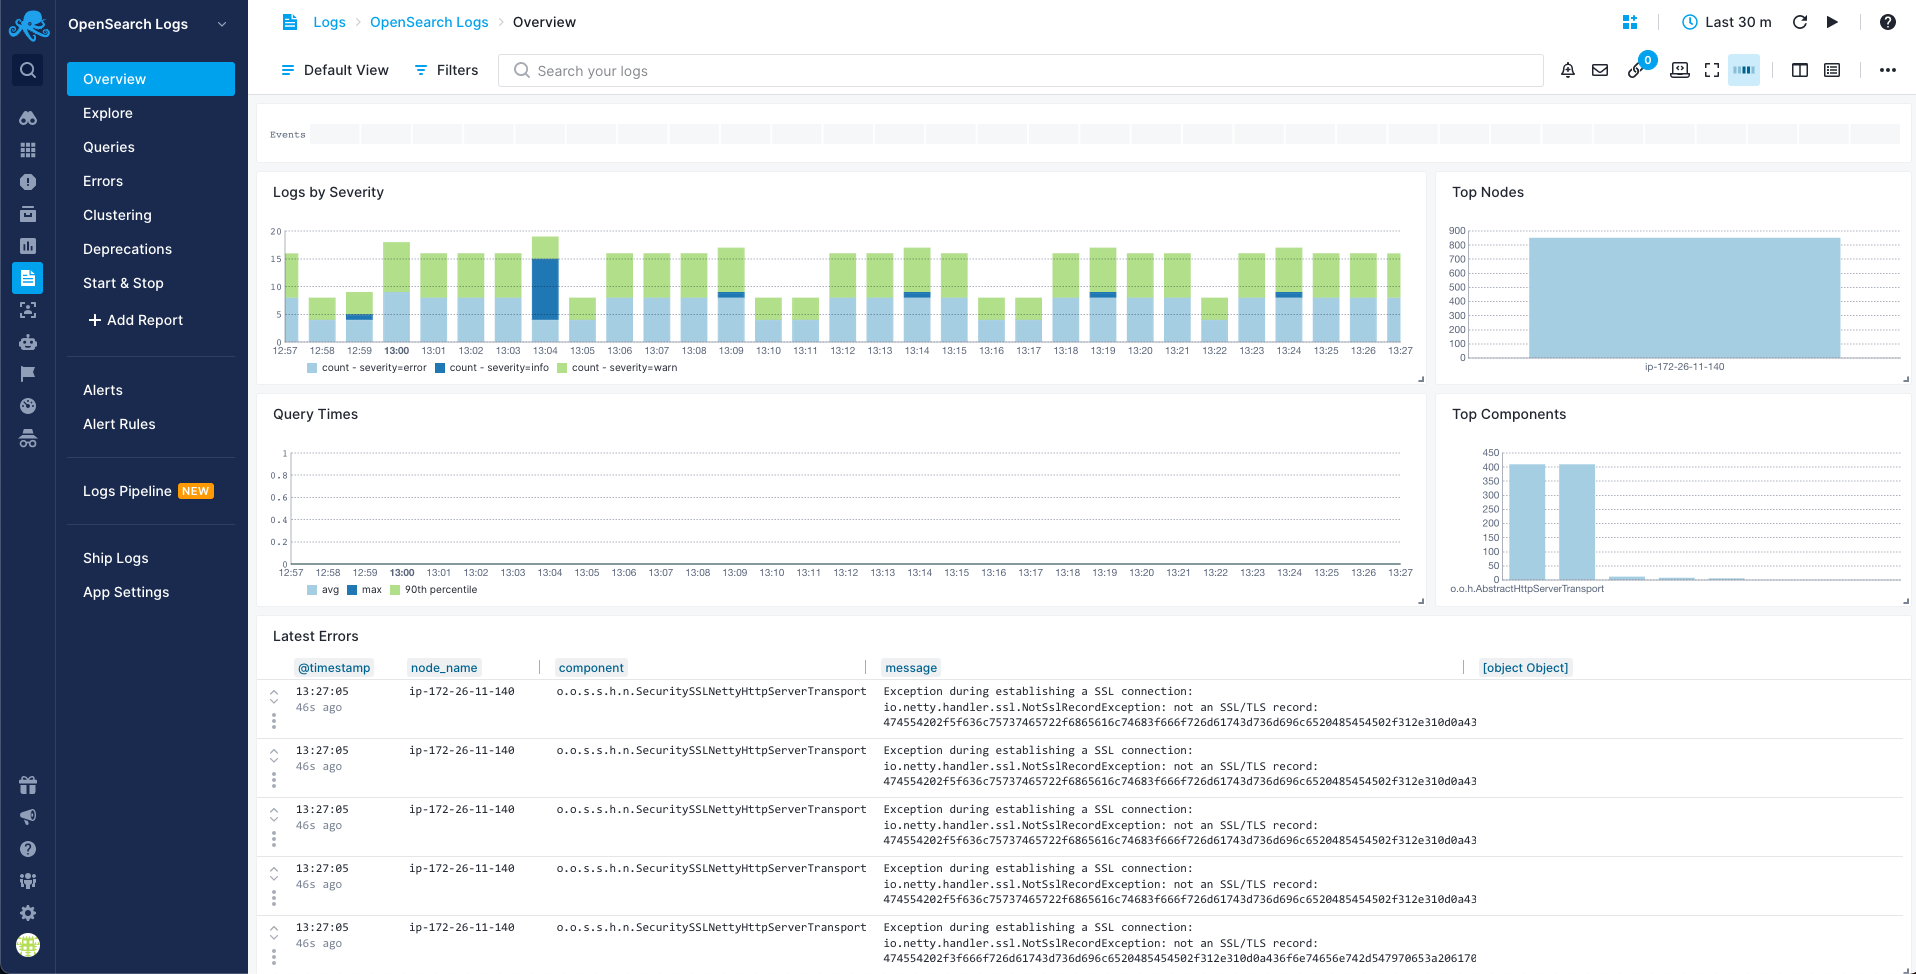 OpenSearch Logs
Overview
Explore
Queries
Errors
Clustering
Deprecations
Start & Stop
Add Report
Alerts
Alert Rules
Logs Pipeline NEW
Ship Logs
App Settings
Logs OpenSearch Logs Overview
Last 30 m
Default View Filters Search your logs 0
Events
Logs by Severity
20
15
10
5
0
12:57 12:58 12:59 13:00 13:01 13:02 13:03 13:04 13:05 13:06 13:07 13:08 13:09 13:10 13:11 13:12 13:13 13:14 13:15 13:16 13:17 13:18 13:19 13:20 13:21 13:22 13:23 13:24 13:25 13:26 13:27
count - severity=error count - severity=info count - severity=warn
Top Nodes
900
800
700
600
500
400
300
200
100
0
ip-172-26-11-140
Query Times
1
0.8
0.6
0.4
0.2
0
12:57 12:58 12:59 13:00 13:01 13:02 13:03 13:04 13:05 13:06 13:07 13:08 13:09 13:10 13:11 13:12 13:13 13:14 13:15 13:16 13:17 13:18 13:19 13:20 13:21 13:22 13:23 13:24 13:25 13:26 13:27
avg max 90th percentile
Top Components
450
400
350
300
250
200
150
100
50
0
o.o.h.AbstractHttpServerTransport
Latest Errors
@timestamp node_name component message [object Object]
13:27:05 ip-172-26-11-140 o.o.s.s.h.n.SecuritySSLNettyHttpServerTransport Exception during establishing a SSL connection:
46s ago io.netty.handler.ssl.NotSslRecordException: not an SSL/TLS record:
474554202f5f636c75737465722f6865616c74683f666f726d61743d736d696c6520485454502f312e310d0a43
13:27:05 ip-172-26-11-140 o.o.s.s.h.n.SecuritySSLNettyHttpServerTransport Exception during establishing a SSL connection:
46s ago io.netty.handler.ssl.NotSslRecordException: not an SSL/TLS record:
474554202f5f636c75737465722f6865616c74683f666f726d61743d736d696c6520485454502f312e310d0a43
13:27:05 ip-172-26-11-140 o.o.s.s.h.n.SecuritySSLNettyHttpServerTransport Exception during establishing a SSL connection:
46s ago io.netty.handler.ssl.NotSslRecordException: not an SSL/TLS record:
474554202f5f636c75737465722f6865616c74683f666f726d61743d736d696c6520485454502f312e310d0a43
13:27:05 ip-172-26-11-140 o.o.s.s.h.n.SecuritySSLNettyHttpServerTransport Exception during establishing a SSL connection:
46s ago io.netty.handler.ssl.NotSslRecordException: not an SSL/TLS record:
474554202f5f636c75737465722f6865616c74683f666f726d61743d736d696c6520485454502f312e310d0a43
13:27:05 ip-172-26-11-140 o.o.s.s.h.n.SecuritySSLNettyHttpServerTransport Exception during establishing a SSL connection:
46s ago io.netty.handler.ssl.NotSslRecordException: not an SSL/TLS record:
474554202f3f666f726d61743d736d696c6520485454502f312e310d0a436f6e74656e742d547970653a206170